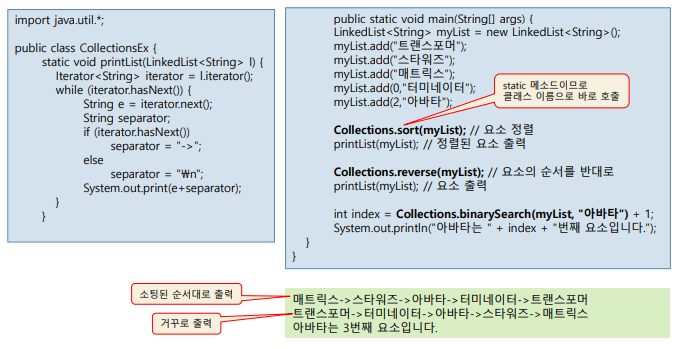 import java.util.*;
public class CollectionsEx {
static void printList(LinkedList<String> l) {
Iterator<String> iterator = l.iterator();
while (iterator.hasNext()) {
String e = iterator.next();
String separator;
if (iterator.hasNext())
separator = "->";
else
separator = "₩n";
System.out.print(e+separator);
}
}
public static void main(String[] args) {
LinkedList<String> myList = new LinkedList<String>();
myList.add("트랜스포머");
myList.add("스타워즈");
myList.add("매트릭스");
myList.add(0,"터미네이터");
myList.add(2,"아바타");
static 메소드이므로
클래스 이름으로 바로 호출
Collections.sort(myList); // 요소 정렬
printList(myList); // 정렬된 요소 출력
Collections.reverse(myList); // 요소의 순서를 반대로
printList(myList); // 요소 출력
int index = Collections.binarySearch(myList, "아바타") + 1;
System.out.println("아바타는 " + index + "번째 요소입니다.");
}
}
소팅된 순서대로 출력
거꾸로 출력
매트릭스->스타워즈->아바타->터미네이터->트랜스포머
트랜스포머->터미네이터->아바타->스타워즈->매트릭스
아바타는 3번째 요소입니다.